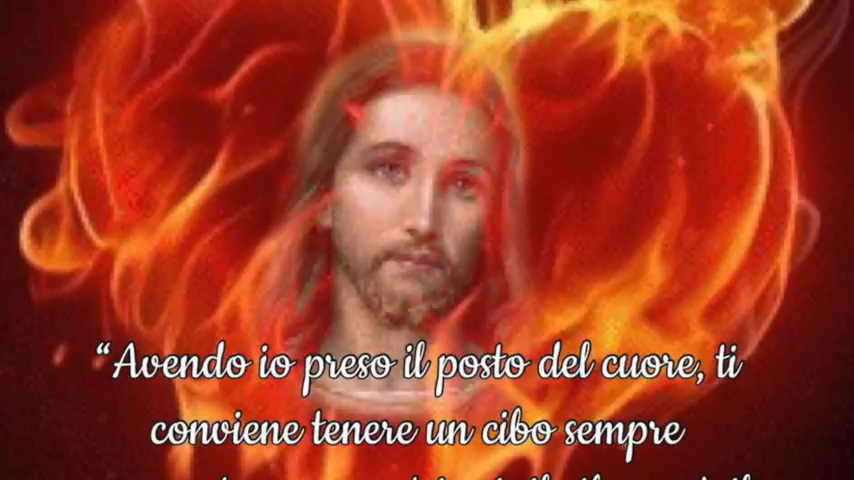 “Avendo io preso il posto del cuore, ti
conviene tenere un cibo sempre